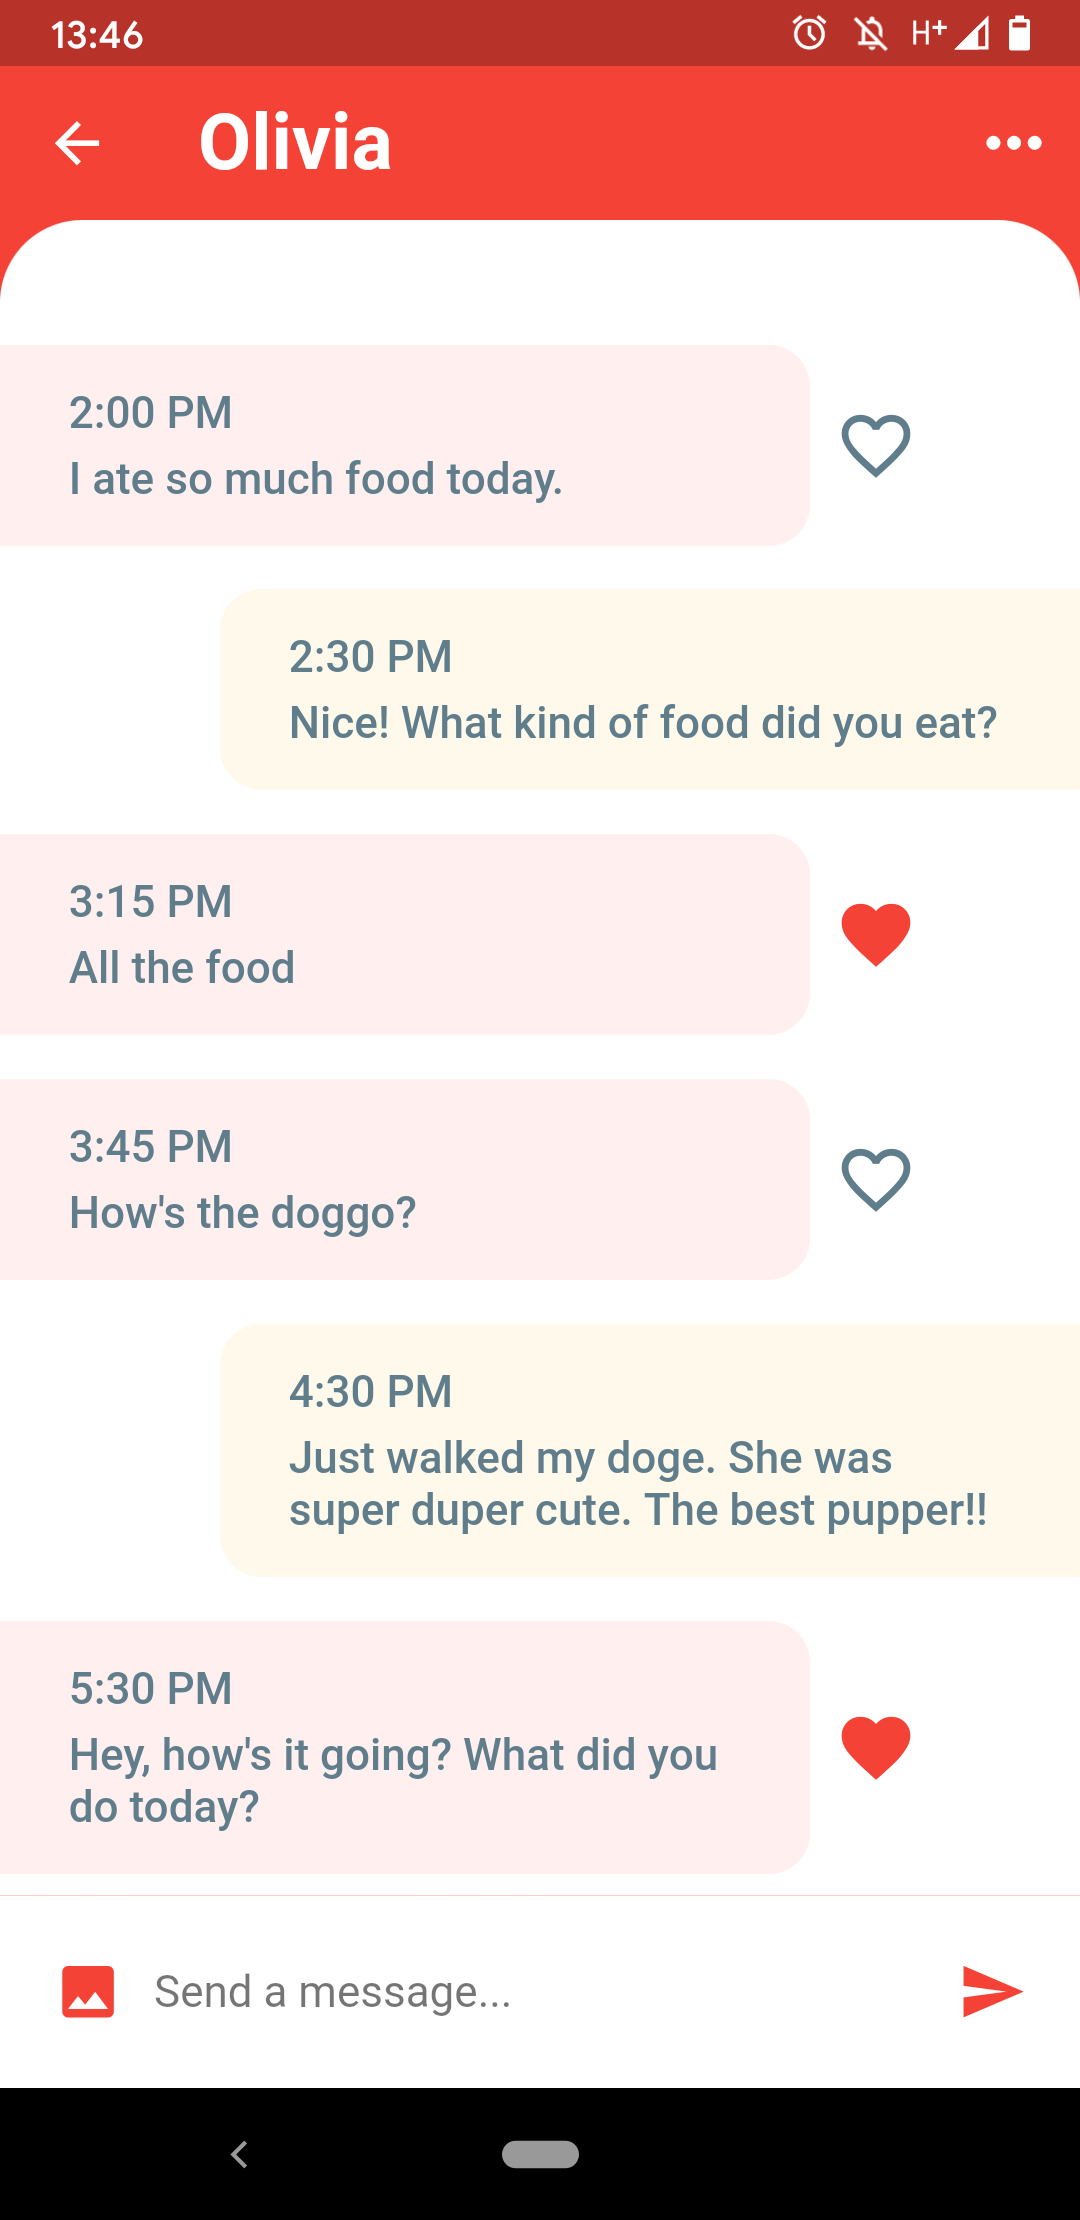 13:46
H+
Olivia
2:00 PM
I ate so much food today.
2:30 PM
Nice! What kind of food did you eat?
3:15 PM
All the food
3:45 PM
How's the doggo?
4:30 PM
Just walked my doge. She was
super duper cute. The best pupper!!
5:30 PM
Hey, how's it going? What did you
do today?
Send a message...